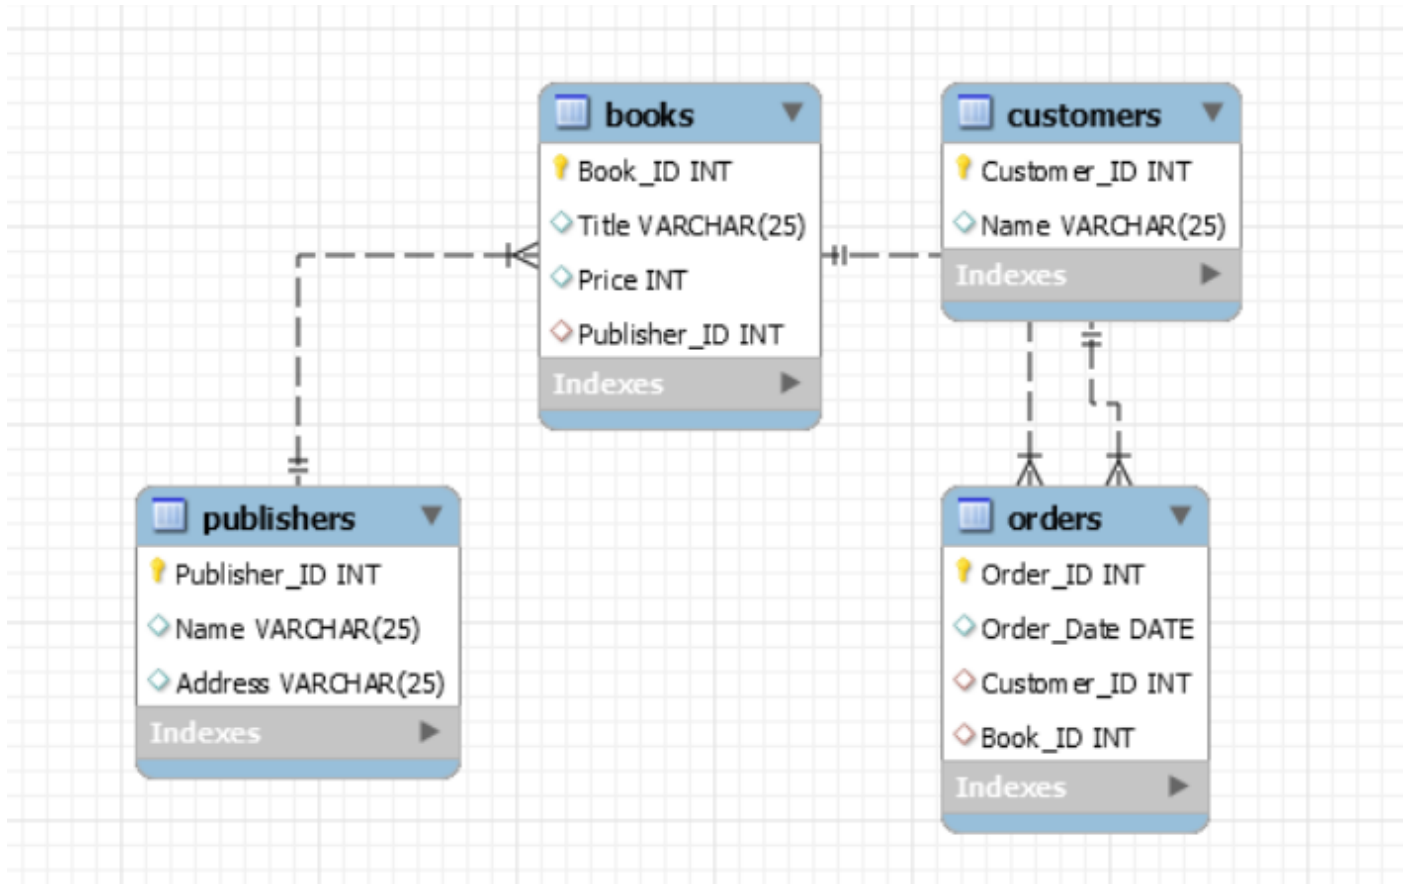 books
Book_ID INT
Title VARCHAR(25)
Price INT
Publisher_ID INT
Indexes
customers
Customer_ID INT
Name VARCHAR(25)
Indexes
publishers
Publisher_ID INT
Name VARCHAR(25)
Address VARCHAR(25)
Indexes
orders
Order_ID INT
Order_Date DATE
Customer_ID INT
Book_ID INT
Indexes